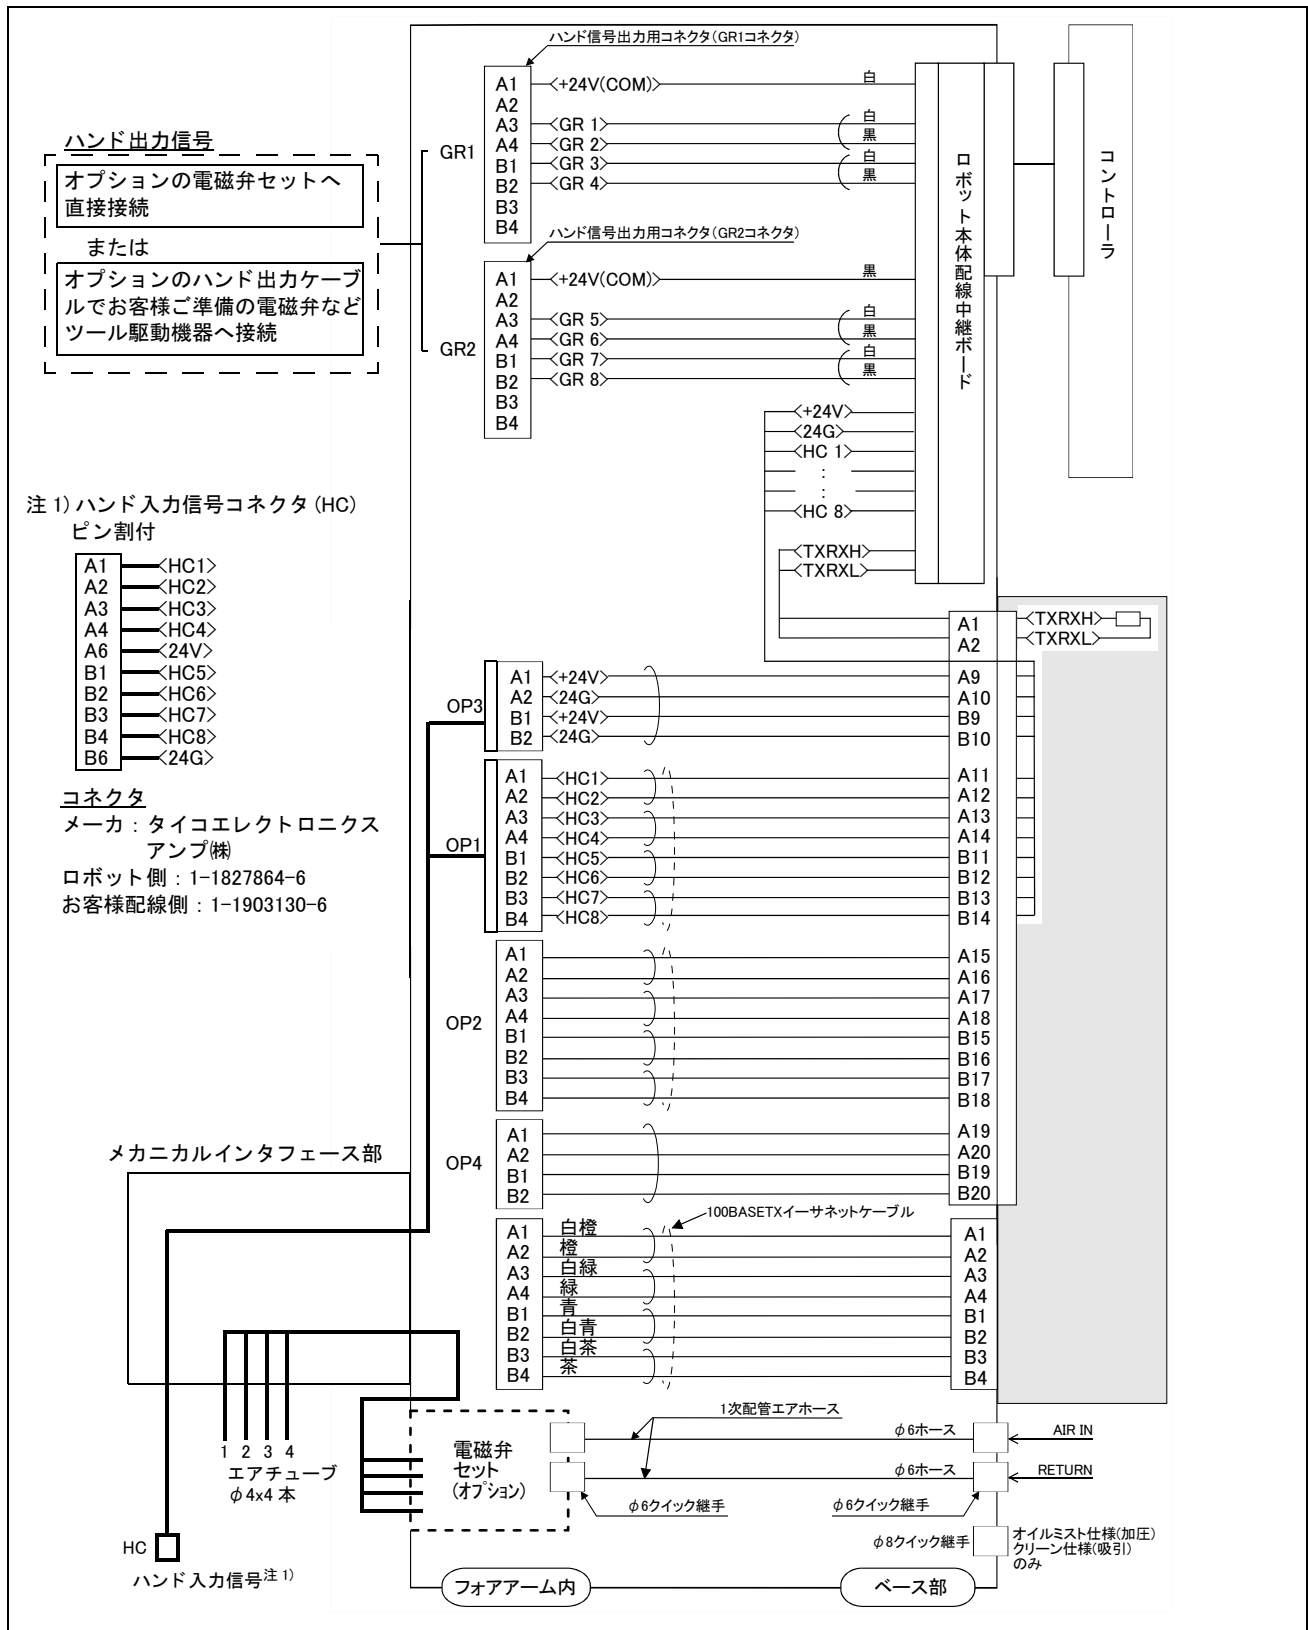 ハンド信号出力用コネクタ(GR1コネクタ)
A1 <+24V(COM)> 白
A2
A3 <GR 1> 白
A4 <GR 2> 黒
B1 <GR 3> 白
B2 <GR 4> 黒
B3
B4
GR1
ハンド出力信号
オプションの電磁弁セットへ
直接接続
または
オプションのハンド出力ケーブ
ルでお客様ご準備の電磁弁など
ツール駆動機器へ接続
ハンド信号出力用コネクタ(GR2コネクタ)
A1 <+24V(COM)> 黒
A2
A3 <GR 5> 白
A4 <GR 6> 黒
B1 <GR 7> 白
B2 <GR 8> 黒
B3
B4
GR2
ロボット本体配線中継ボード
コントローラ
<+24V>
<24G>
<HC 1>
:
:
<HC 8>
<TXRXH>
<TXRXL>
注 1) ハンド入力信号コネクタ (HC)
ピン割付
A1 <HC1>
A2 <HC2>
A3 <HC3>
A4 <HC4>
A6 <24V>
B1 <HC5>
B2 <HC6>
B3 <HC7>
B4 <HC8>
B6 <24G>
コネクタ
メーカ : タイコエレクトロニクス
アンプ㈱
ロボット側 : 1-1827864-6
お客様配線側 : 1-1903130-6
A1 <TXRXH>
A2 <TXRXL>
OP3
A1 <+24V> A9
A2 <24G> A10
B1 <+24V> B9
B2 <24G> B10
OP1
A1 <HC1> A11
A2 <HC2> A12
A3 <HC3> A13
A4 <HC4> A14
B1 <HC5> B11
B2 <HC6> B12
B3 <HC7> B13
B4 <HC8> B14
OP2
A1 A15
A2 A16
A3 A17
A4 A18
B1 B15
B2 B16
B3 B17
B4 B18
OP4
A1 A19
A2 A20
B1 B19
B2 B20
メカニカルインタフェース部
100BASETXイーサネットケーブル
A1 白橙 A1
A2 橙 A2
A3 白緑 A3
A4 緑 A4
B1 青 B1
B2 白青 B2
B3 白茶 B3
B4 茶 B4
1次配管エアホース
φ6ホース
AIR IN
φ6ホース
RETURN
電磁弁
セット
(オプション)
φ6クイック継手
φ6クイック継手
1 2 3 4
エアチューブ
φ4x4 本
φ8クイック継手
オイルミスト仕様(加圧)
クリーン仕様(吸引)
のみ
HC
ハンド入力信号注 1)
フォアアーム内
ベース部